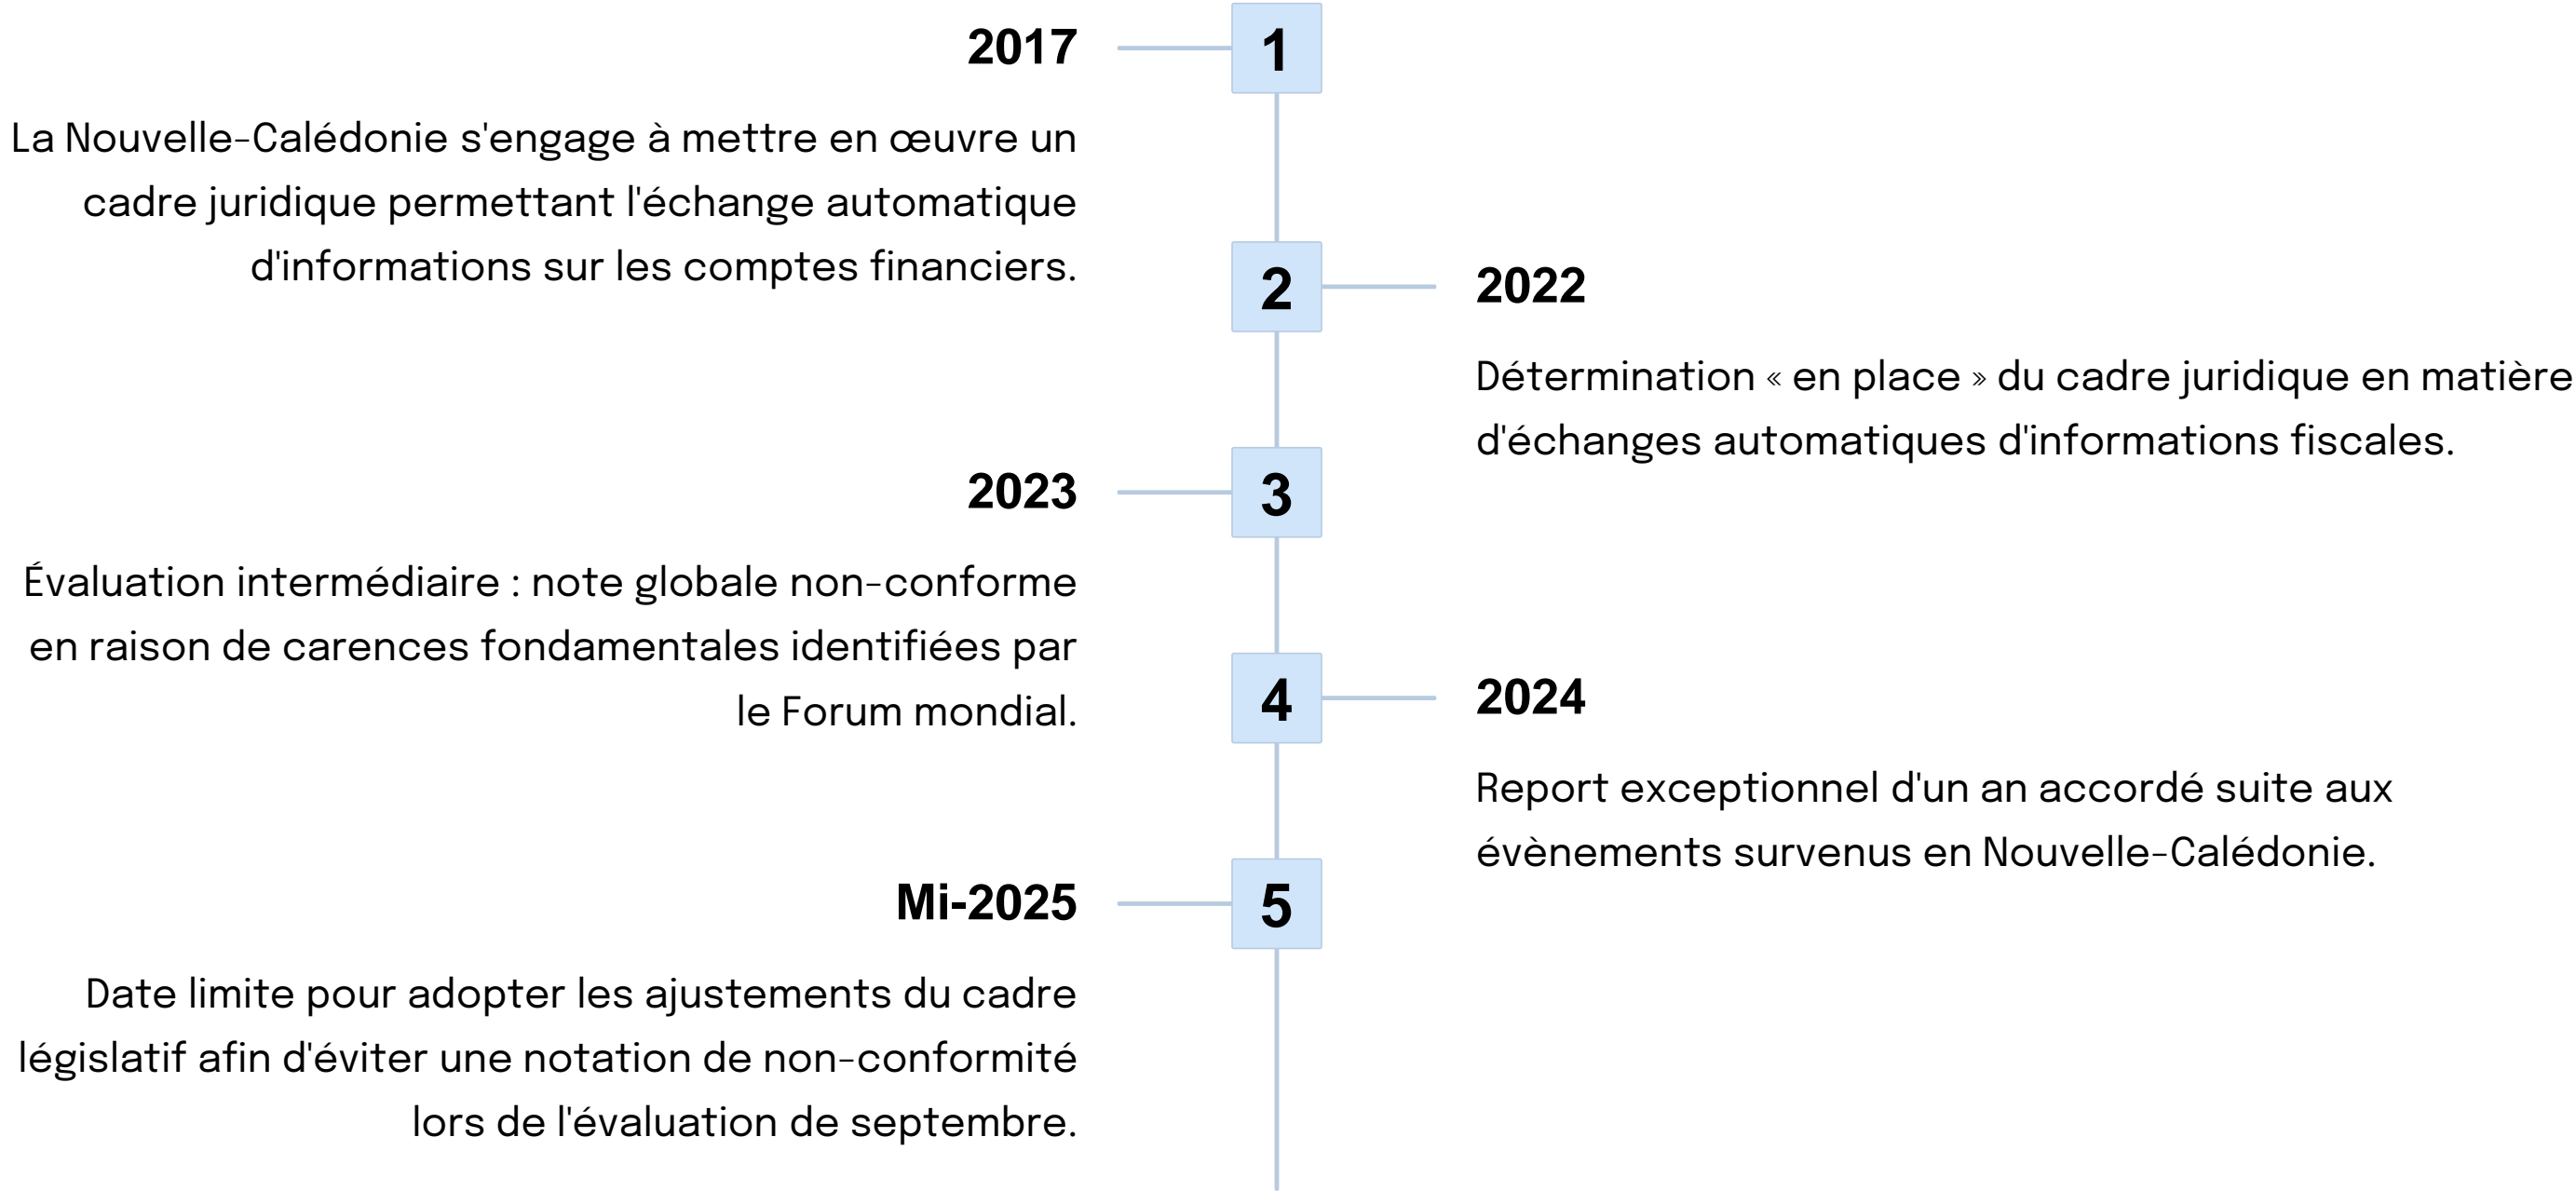 2017
1
La Nouvelle-Calédonie s'engage à mettre en œuvre un
cadre juridique permettant l'échange automatique
d'informations sur les comptes financiers.
2
2022
Détermination « en place » du cadre juridique en matière
d'échanges automatiques d'informations fiscales.
2023
3
Évaluation intermédiaire : note globale non-conforme
en raison de carences fondamentales identifiées par
le Forum mondial.
4
2024
Report exceptionnel d'un an accordé suite aux
évènements survenus en Nouvelle-Calédonie.
Mi-2025
5
Date limite pour adopter les ajustements du cadre
législatif afin d'éviter une notation de non-conformité
lors de l'évaluation de septembre.